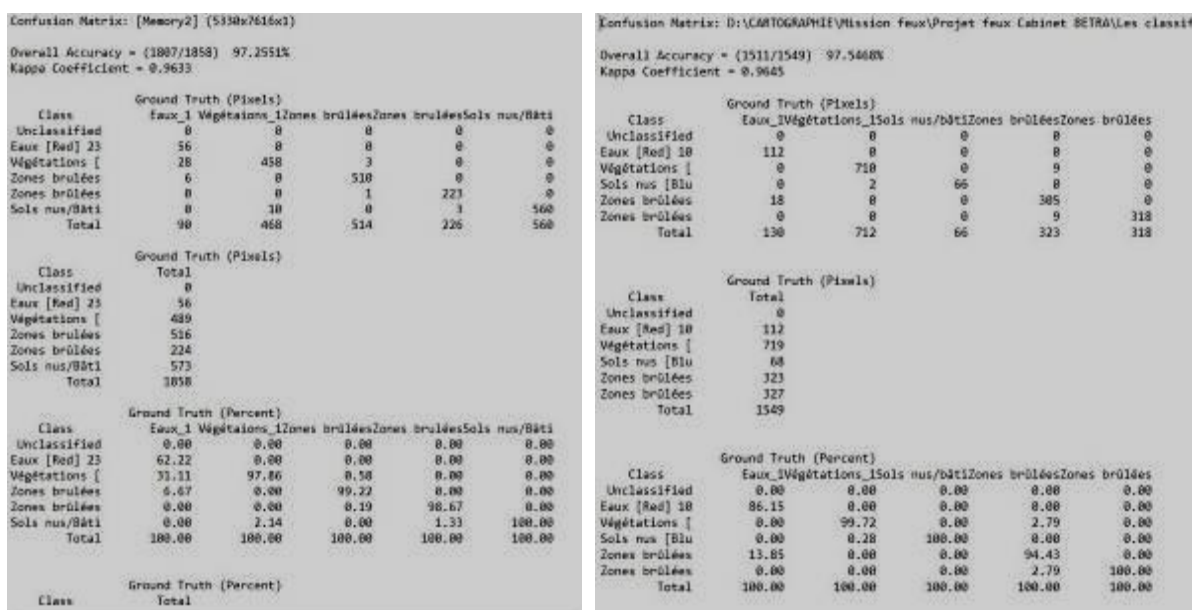 Confusion Matrix: [Memory2] (5330x7616x1)
Overall Accuracy = (1807/1858) 97.2551%
Kappa Coefficient = 0.9633
Ground Truth (Pixels)
Class Eaux_1 Végétaions_1Zones brûléesZones bruléesSols nus/Bâti
Unclassified 0 0 0 0 0
Eaux [Red] 23 56 0 0 0 0
Végétations [ 28 458 3 0 0
Zones brulées 6 0 510 0 0
Zones brûlées 0 0 1 223 0
Sols nus/Bâti 0 10 0 3 560
Total 90 468 514 226 560
Ground Truth (Pixels)
Class Total
Unclassified 0
Eaux [Red] 23 56
Végétations [ 489
Zones brulées 516
Zones brûlées 224
Sols nus/Bâti 573
Total 1858
Ground Truth (Percent)
Class Eaux_1 Végétaions_1Zones brûléesZones bruléesSols nus/Bâti
Unclassified 0.00 0.00 0.00 0.00 0.00
Eaux [Red] 23 62.22 0.00 0.00 0.00 0.00
Végétations [ 31.11 97.86 0.58 0.00 0.00
Zones brulées 6.67 0.00 99.22 0.00 0.00
Zones brûlées 0.00 0.00 0.19 98.67 0.00
Sols nus/Bâti 0.00 2.14 0.00 1.33 100.00
Total 100.00 100.00 100.00 100.00 100.00
Ground Truth (Percent)
Class Total
Confusion Matrix: D:\CARTOGRAPHIE\Mission feux\Projet feux Cabinet BETRA\Les classif
Overall Accuracy = (1511/1549) 97.5468%
Kappa Coefficient = 0.9645
Ground Truth (Pixels)
Class Eaux_1Végétations_1Sols nus/bâtiZones brûléesZones brûlées
Unclassified 0 0 0 0 0
Eaux [Red] 10 112 0 0 0 0
Végétations [ 0 710 0 9 0
Sols nus [Blu 0 2 66 0 0
Zones brûlées 18 0 0 305 0
Zones brûlées 0 0 0 9 318
Total 130 712 66 323 318
Ground Truth (Pixels)
Class Total
Unclassified 0
Eaux [Red] 10 112
Végétations [ 719
Sols nus [Blu 68
Zones brûlées 323
Zones brûlées 327
Total 1549
Ground Truth (Percent)
Class Eaux_1Végétations_1Sols nus/bâtiZones brûléesZones brûlées
Unclassified 0.00 0.00 0.00 0.00 0.00
Eaux [Red] 10 86.15 0.00 0.00 0.00 0.00
Végétations [ 0.00 99.72 0.00 2.79 0.00
Sols nus [Blu 0.00 0.28 100.00 0.00 0.00
Zones brûlées 13.85 0.00 0.00 94.43 0.00
Zones brûlées 0.00 0.00 0.00 2.79 100.00
Total 100.00 100.00 100.00 100.00 100.00